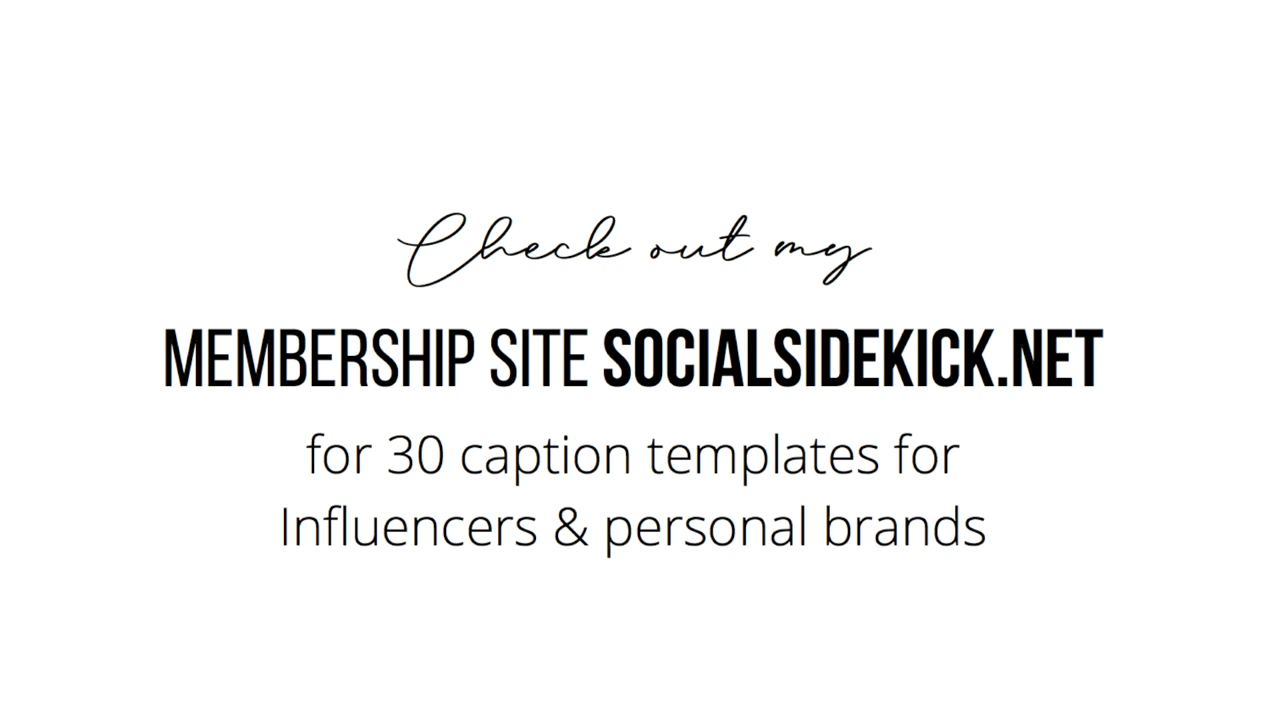 Check out my
MEMBERSHIP SITE SOCIALSIDEKICK.NET
for 30 caption templates for
Influencers & personal brands